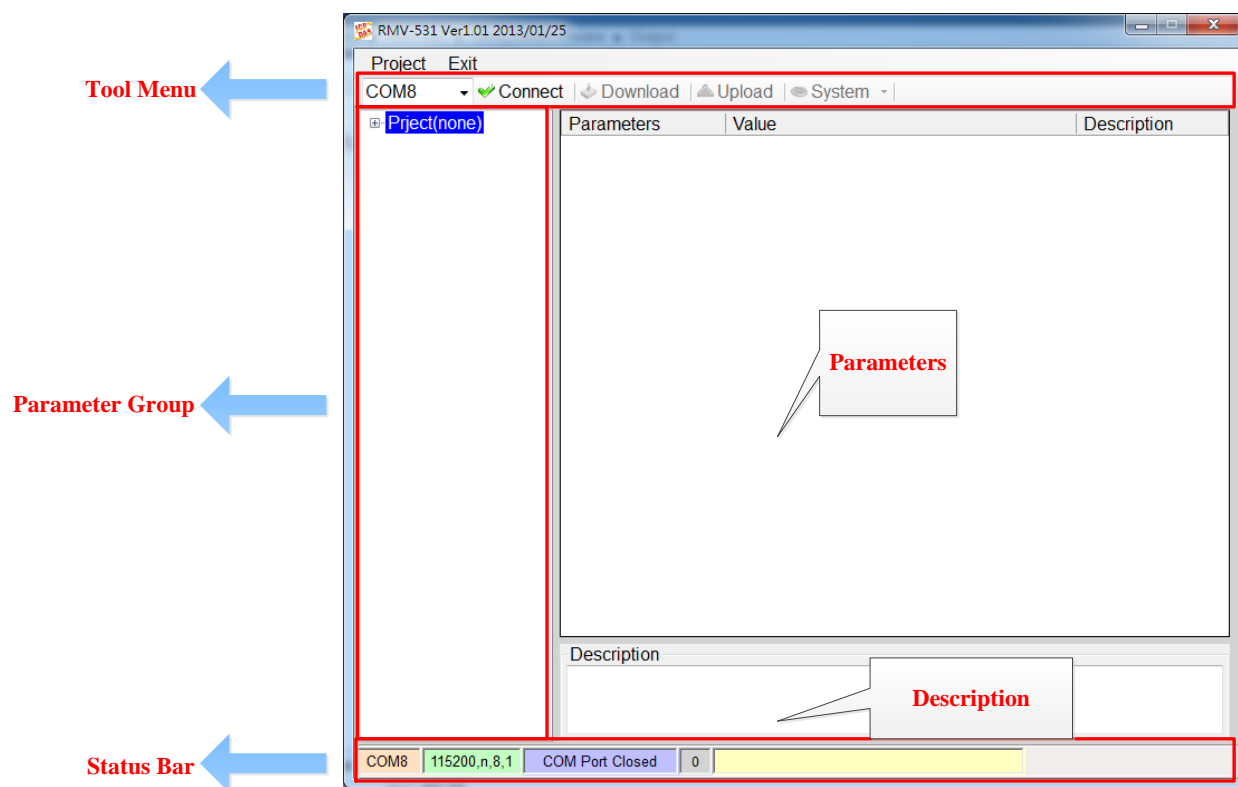 RMV-531 Ver1.01 2013/01/25
Project Exit
Tool Menu
COM8 Connect Download Upload System
Prject(none)
Parameters Value Description
Parameters
Parameter Group
Description
Description
Status Bar
COM8 115200,n,8,1 COM Port Closed 0